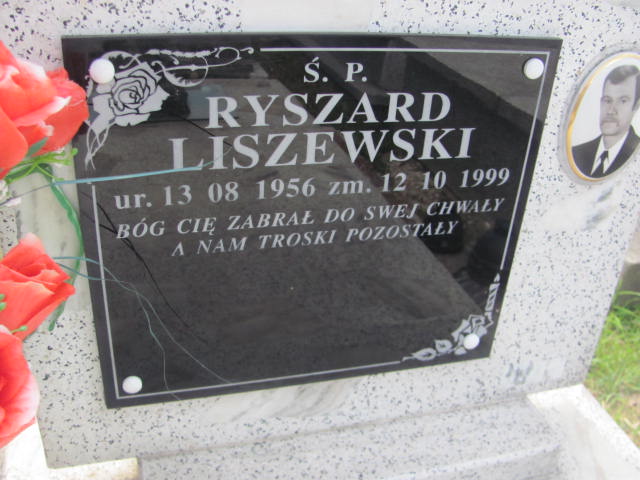 Ś. P.
RYSZARD
LISZEWSKI
ur. 13 08 1956 zm. 12 10 1999
BÓG CIĘ ZABRAŁ DO SWEJ CHWAŁY
A NAM TROSKI POZOSTAŁY